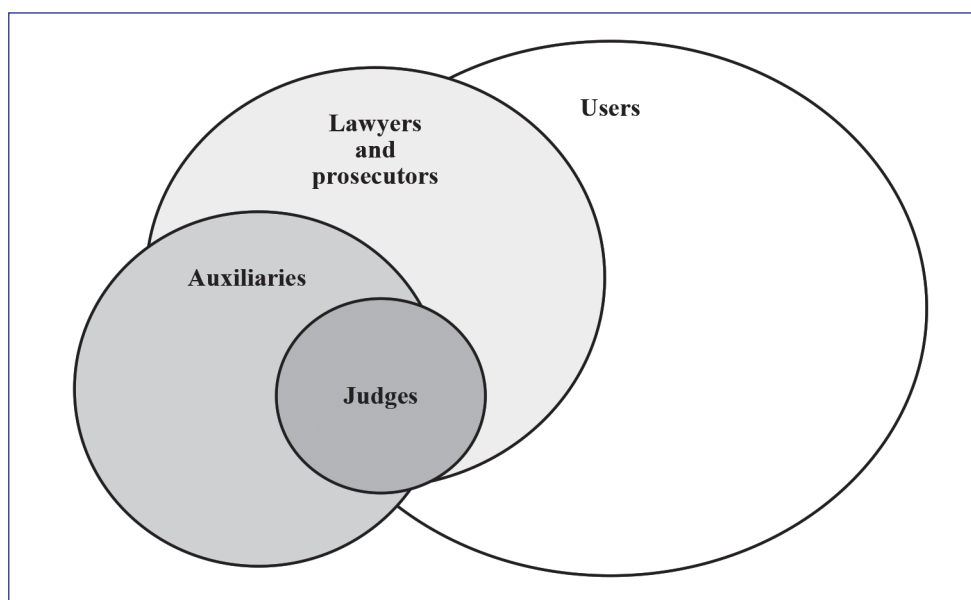 Users
Lawyers
and
prosecutors
Auxiliaries
Judges